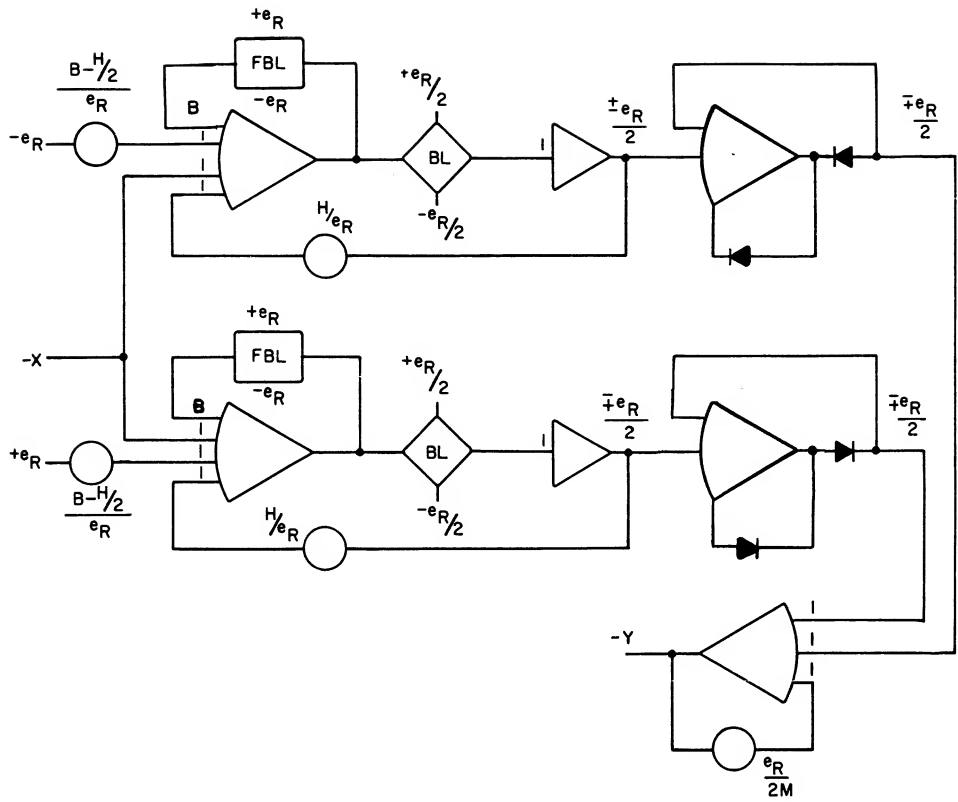 +eR
FBL
-eR
B-H/2
eR
B
-eR
+eR/2
BL
-eR/2
1
±eR
2
∓eR
2
H/eR
-X
+eR
FBL
-eR
B
+eR
B-H/2
eR
+eR/2
BL
-eR/2
1
∓eR
2
∓eR
2
H/eR
-Y
eR
2M